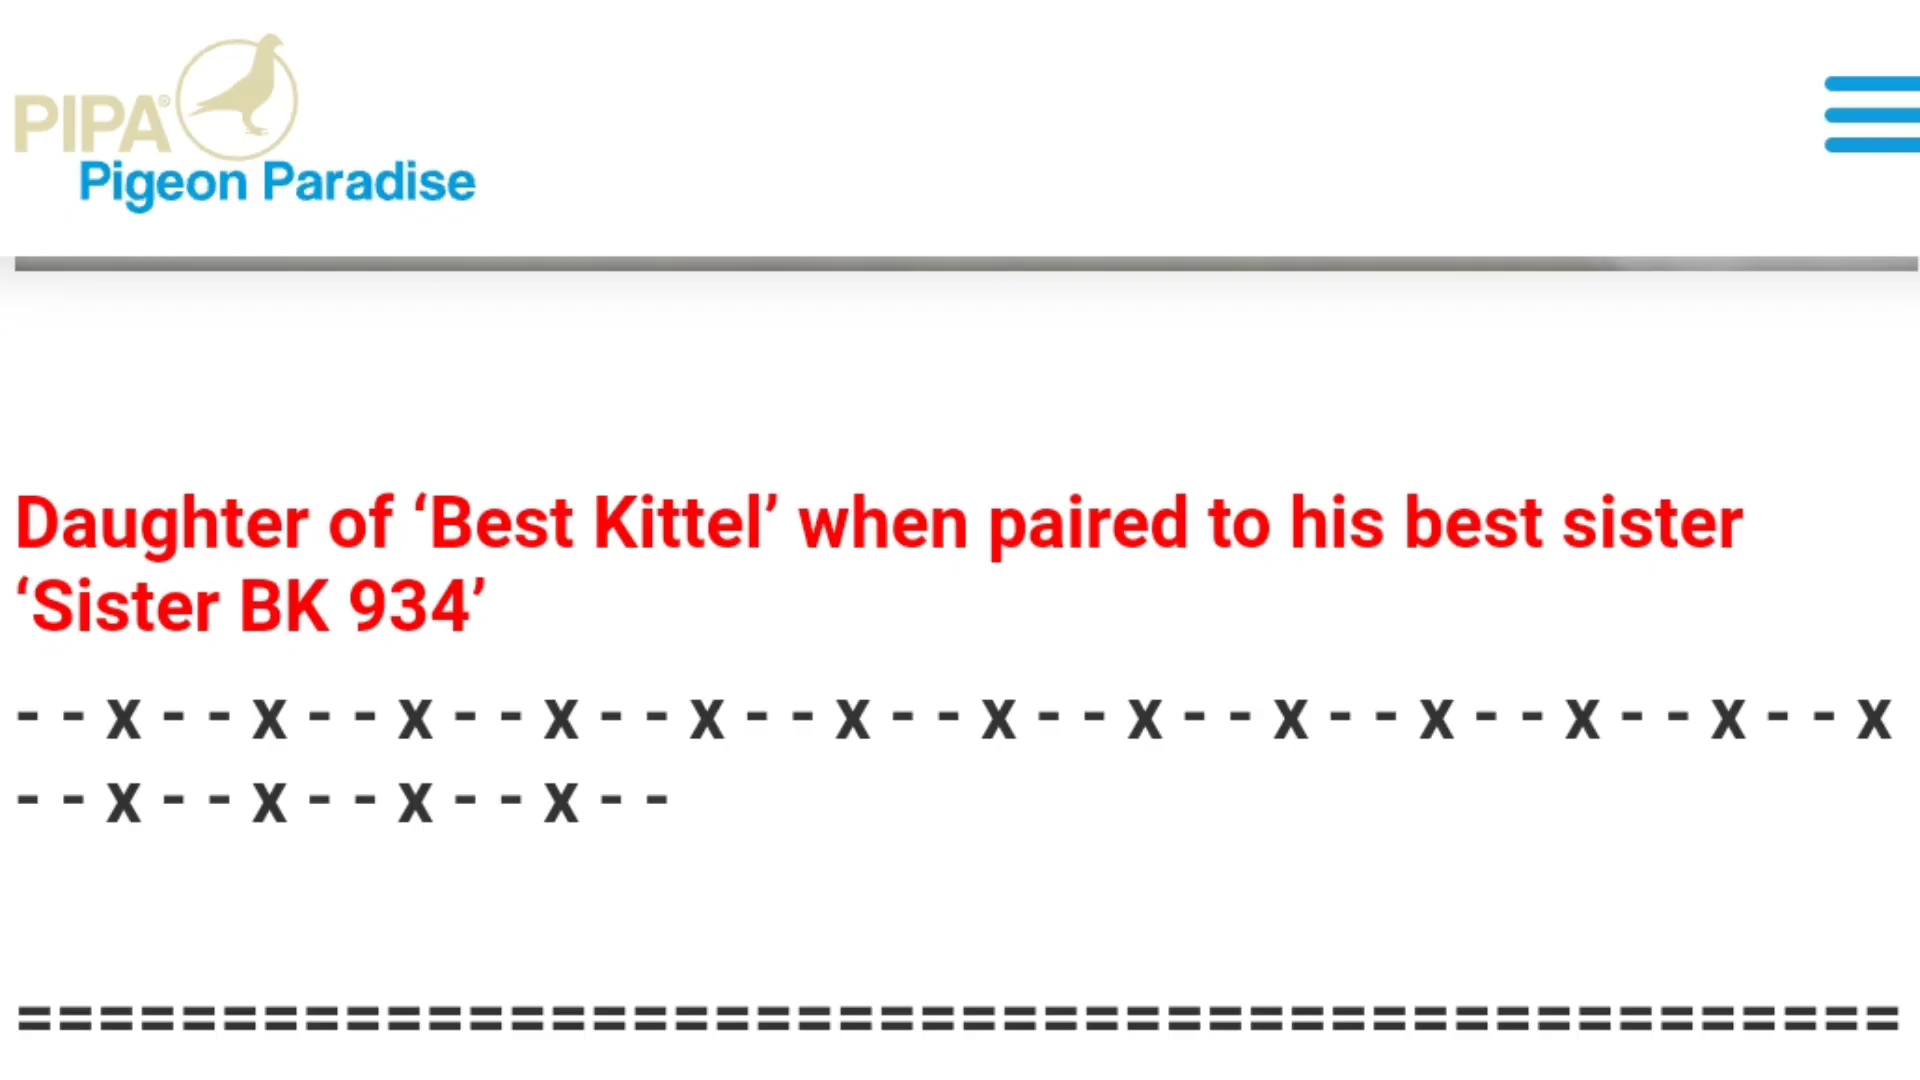 PIPA®
Pigeon Paradise
Daughter of ‘Best Kittel’ when paired to his best sister
‘Sister BK 934’
- - x - - x - - x - - x - - x - - x - - x - - x - - x - - x - - x - - x - - x
- - x - - x - - x - - x - -
==============================================